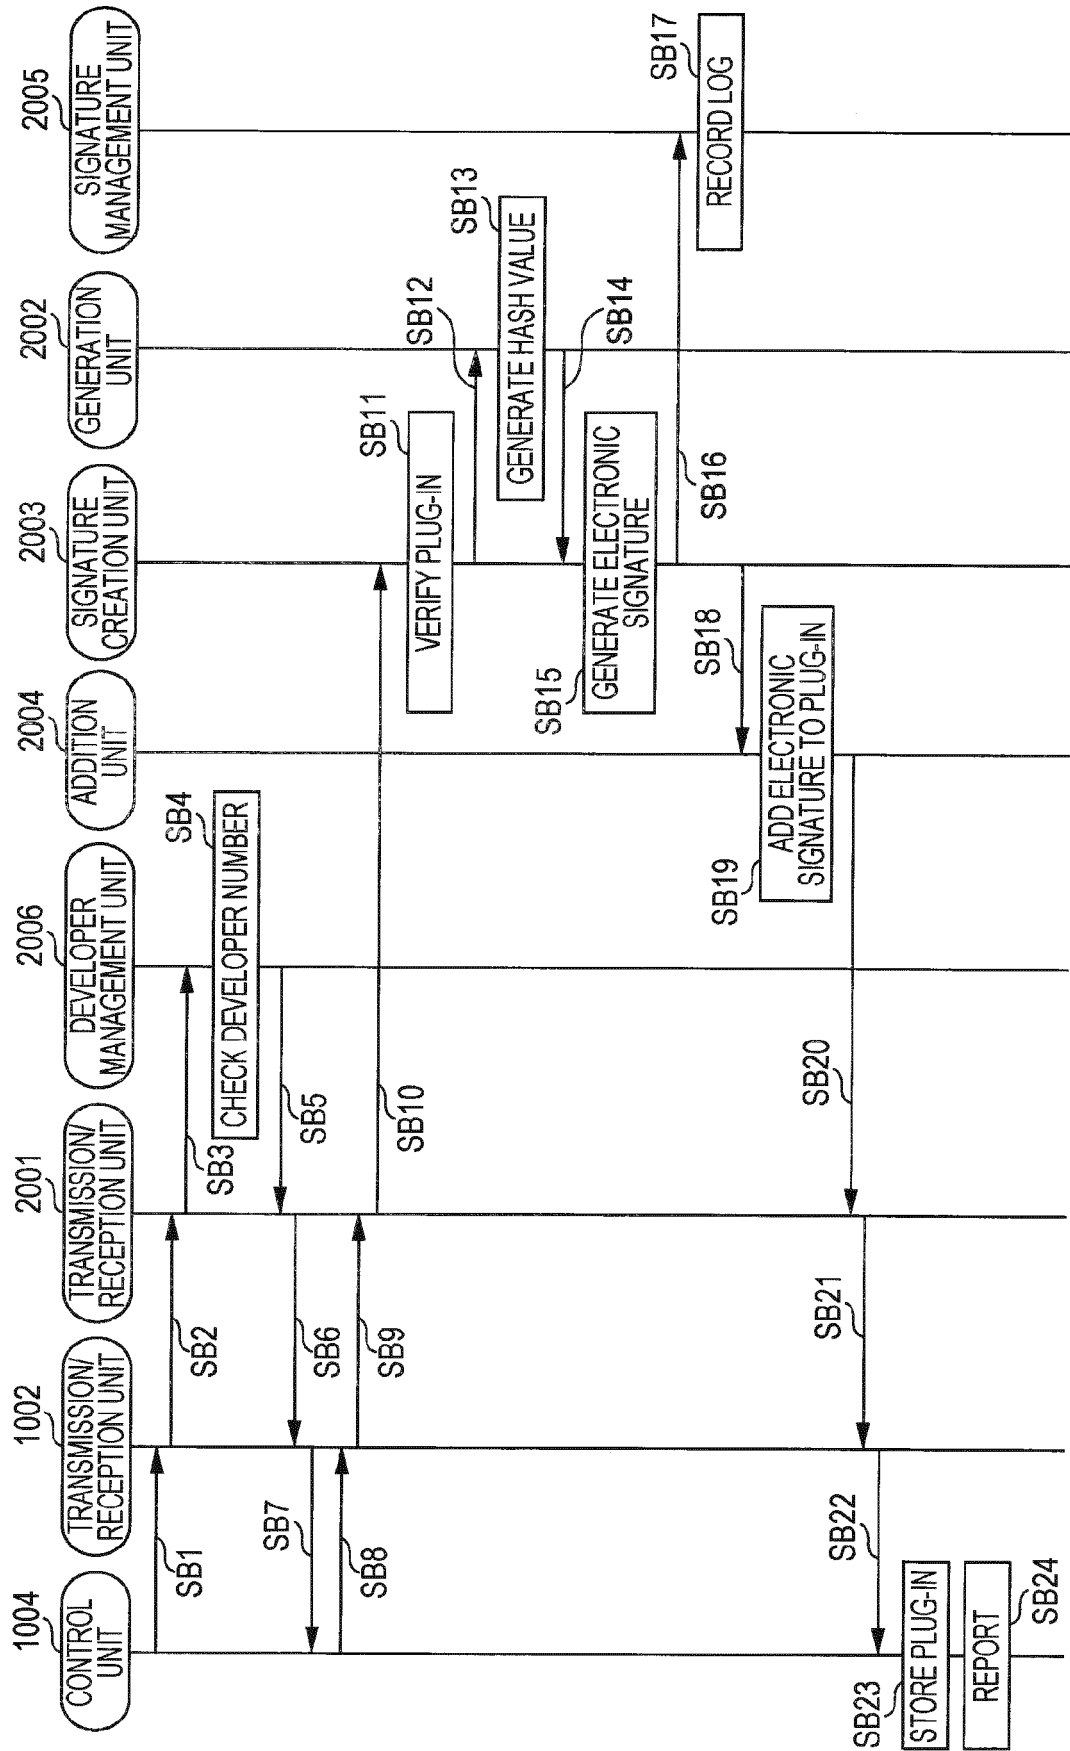 1004
CONTROL
UNIT
1002
TRANSMISSION/
RECEPTION UNIT
2001
TRANSMISSION/
RECEPTION UNIT
2006
DEVELOPER
MANAGEMENT UNIT
2004
ADDITION
UNIT
2003
SIGNATURE
CREATION UNIT
2002
GENERATION
UNIT
2005
SIGNATURE
MANAGEMENT UNIT
SB1
SB2
SB3
SB4
CHECK DEVELOPER NUMBER
SB5
SB6
SB7
SB8
SB9
SB10
SB11
VERIFY PLUG-IN
SB12
SB13
GENERATE HASH VALUE
SB14
SB15
GENERATE ELECTRONIC
SIGNATURE
SB16
SB17
RECORD LOG
SB18
SB19
ADD ELECTRONIC
SIGNATURE TO PLUG-IN
SB20
SB21
SB22
SB23
STORE PLUG-IN
SB24
REPORT